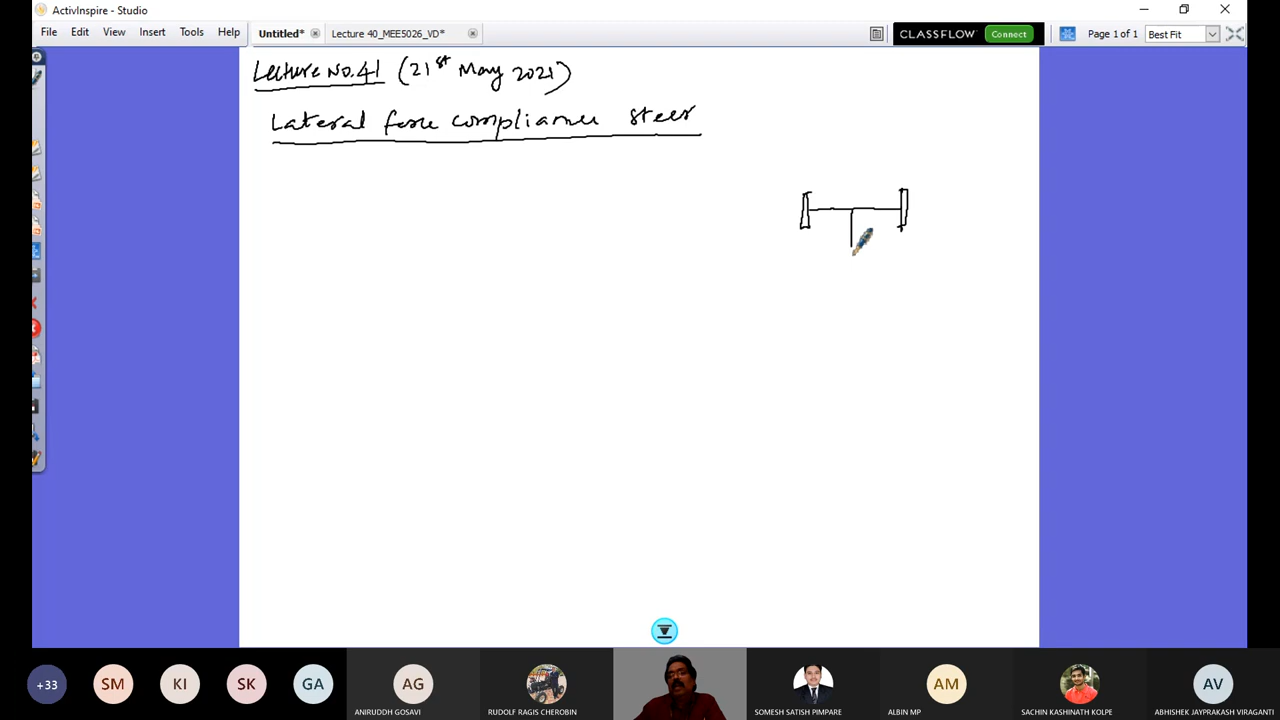 ActivInspire - Studio
File Edit View Insert Tools Help
Untitled* Lecture 40_MEE5026_VD*
CLASSFLOW Connect
Page 1 of 1 Best Fit
Lecture No. 41 (21st May 2021)
Lateral force compliance steer
+33 SM KI SK GA AG AM AV
ANIRUDDH GOSAVI RUDOLF RAGIS CHEROBIN SOMESH SATISH PIMPARE ALBIN MP SACHIN KASHINATH KOLPE ABHISHEK JAYPRAKASH VIRAGANTI